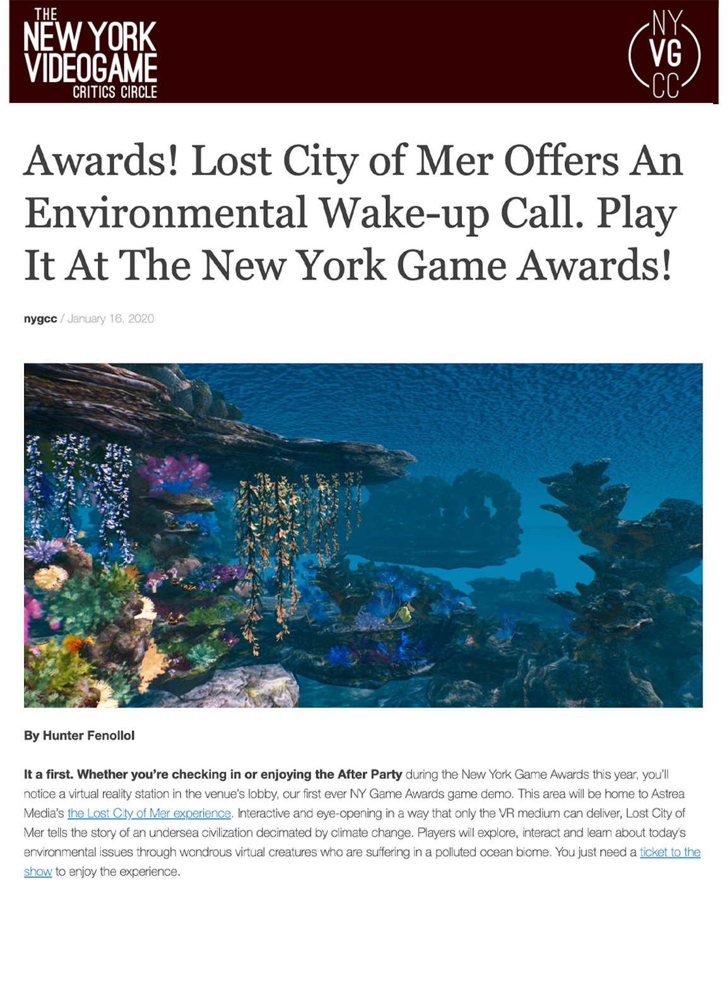 THE
NEW YORK
VIDEOGAME
CRITICS CIRCLE
NY
VG
CC
Awards! Lost City of Mer Offers An
Environmental Wake-up Call. Play
It At The New York Game Awards!
nygcc / January 16, 2020
By Hunter Fenollol
It a first. Whether you’re checking in or enjoying the After Party during the New York Game Awards this year, you’ll
notice a virtual reality station in the venue’s lobby, our first ever NY Game Awards game demo. This area will be home to Astrea
Media’s the Lost City of Mer experience. Interactive and eye-opening in a way that only the VR medium can deliver, Lost City of
Mer tells the story of an undersea civilization decimated by climate change. Players will explore, interact and learn about today’s
environmental issues through wondrous virtual creatures who are suffering in a polluted ocean biome. You just need a ticket to the
show to enjoy the experience.